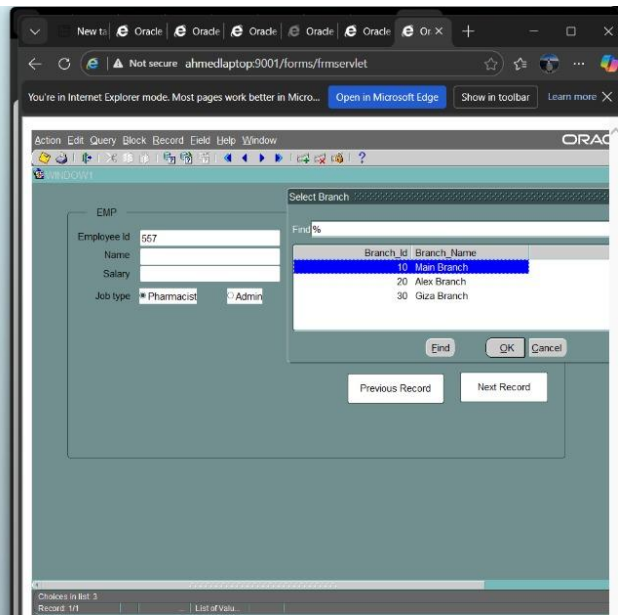 New ta Oracle Oracle Oracle Oracle Oracle Or
Not secure ahmedlaptop:9001/forms/frmservlet
You're in Internet Explorer mode. Most pages work better in Micro... Open in Microsoft Edge Show in toolbar Learn more
Action Edit Query Block Record Field Help Window ORAC
WINDOW1
Select Branch
EMP
Find %
Employee Id 557
Name
Salary
Job type Pharmacist Admin
Branch_Id Branch_Name
10 Main Branch
20 Alex Branch
30 Giza Branch
Find OK Cancel
Previous Record Next Record
Choices in list: 3
Record: 1/1 ... List of Valu...